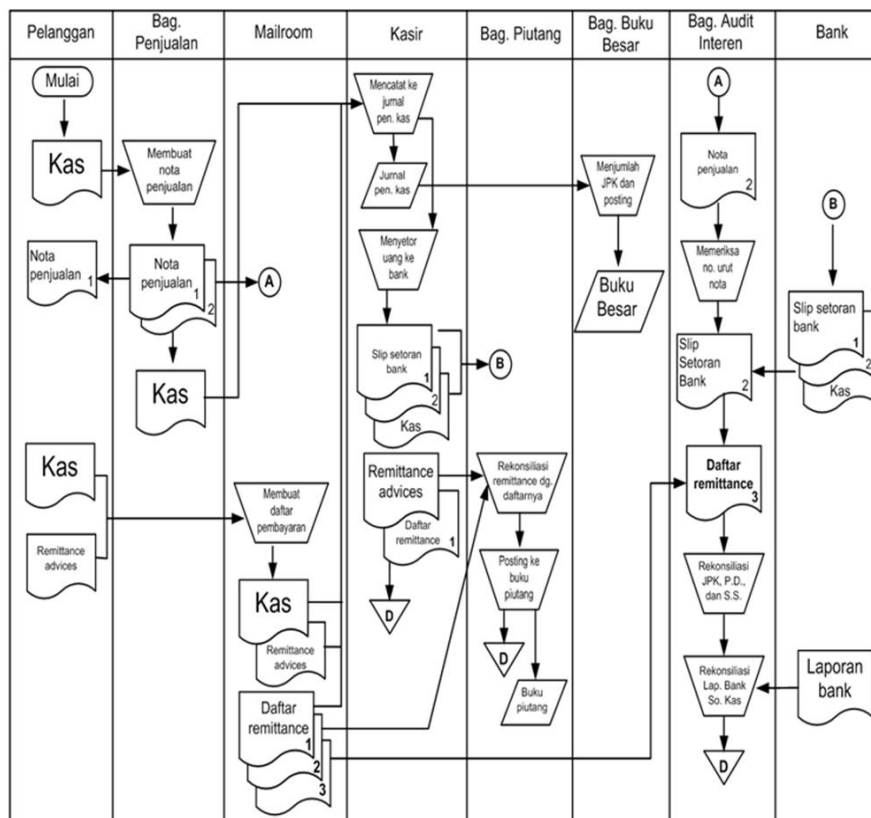 Pelanggan
Bag.
Penjualan
Mailroom
Kasir
Bag. Piutang
Bag. Buku
Besar
Bag. Audit
Interen
Bank
Mulai
Kas
Nota
penjualan
1
Kas
Remittance
advices
Membuat
nota
penjualan
Nota
penjualan
1
2
Kas
A
Membuat
daftar
pembayaran
Kas
Remittance
advices
Daftar
remittance
1
2
3
Mencatat ke
jurnal
pen. kas
Jurnal
pen. kas
Menyetor
uang ke
bank
Slip setoran
bank
1
2
Kas
Remittance
advices
Daftar
remittance
1
D
B
Rekonsiliasi
remittance dg.
daftarnya
Posting ke
buku
piutang
D
Buku
piutang
Menjumlah
JPK dan
posting
Buku
Besar
A
Nota
penjualan
2
Memeriksa
no. urut
nota
Slip
Setoran
Bank
2
Daftar
remittance
3
Rekonsiliasi
JPK, P.D.,
dan S.S.
Rekonsiliasi
Lap. Bank
So. Kas
D
B
Slip setoran
bank
1
2
Kas
Laporan
bank